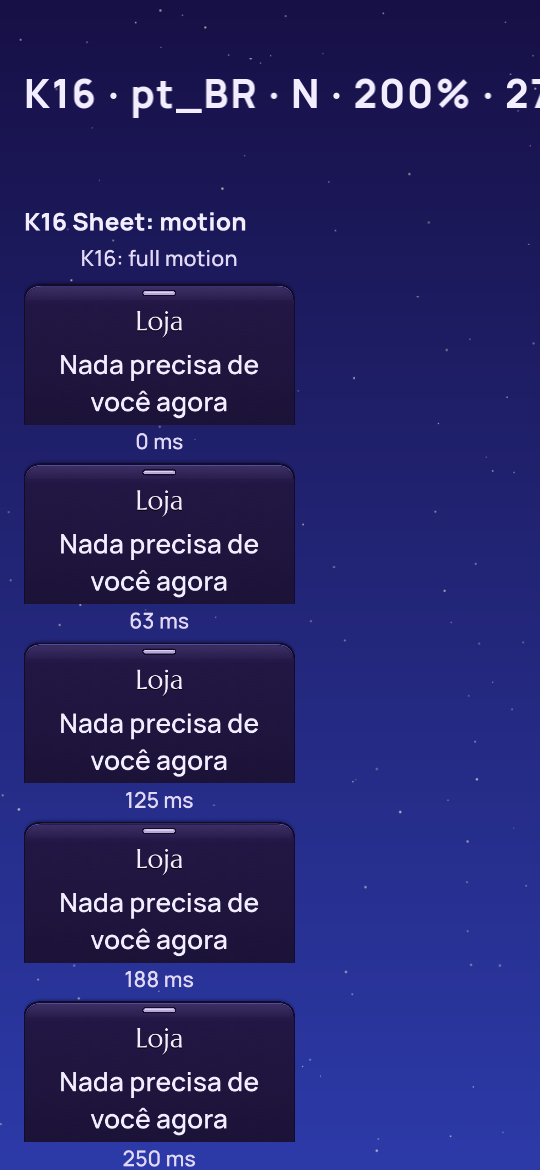 K16 · pt_BR · N · 200% · 27
K16 Sheet: motion
K16: full motion
Loja
Nada precisa de
você agora
0 ms
Loja
Nada precisa de
você agora
63 ms
Loja
Nada precisa de
você agora
125 ms
Loja
Nada precisa de
você agora
188 ms
Loja
Nada precisa de
você agora
250 ms